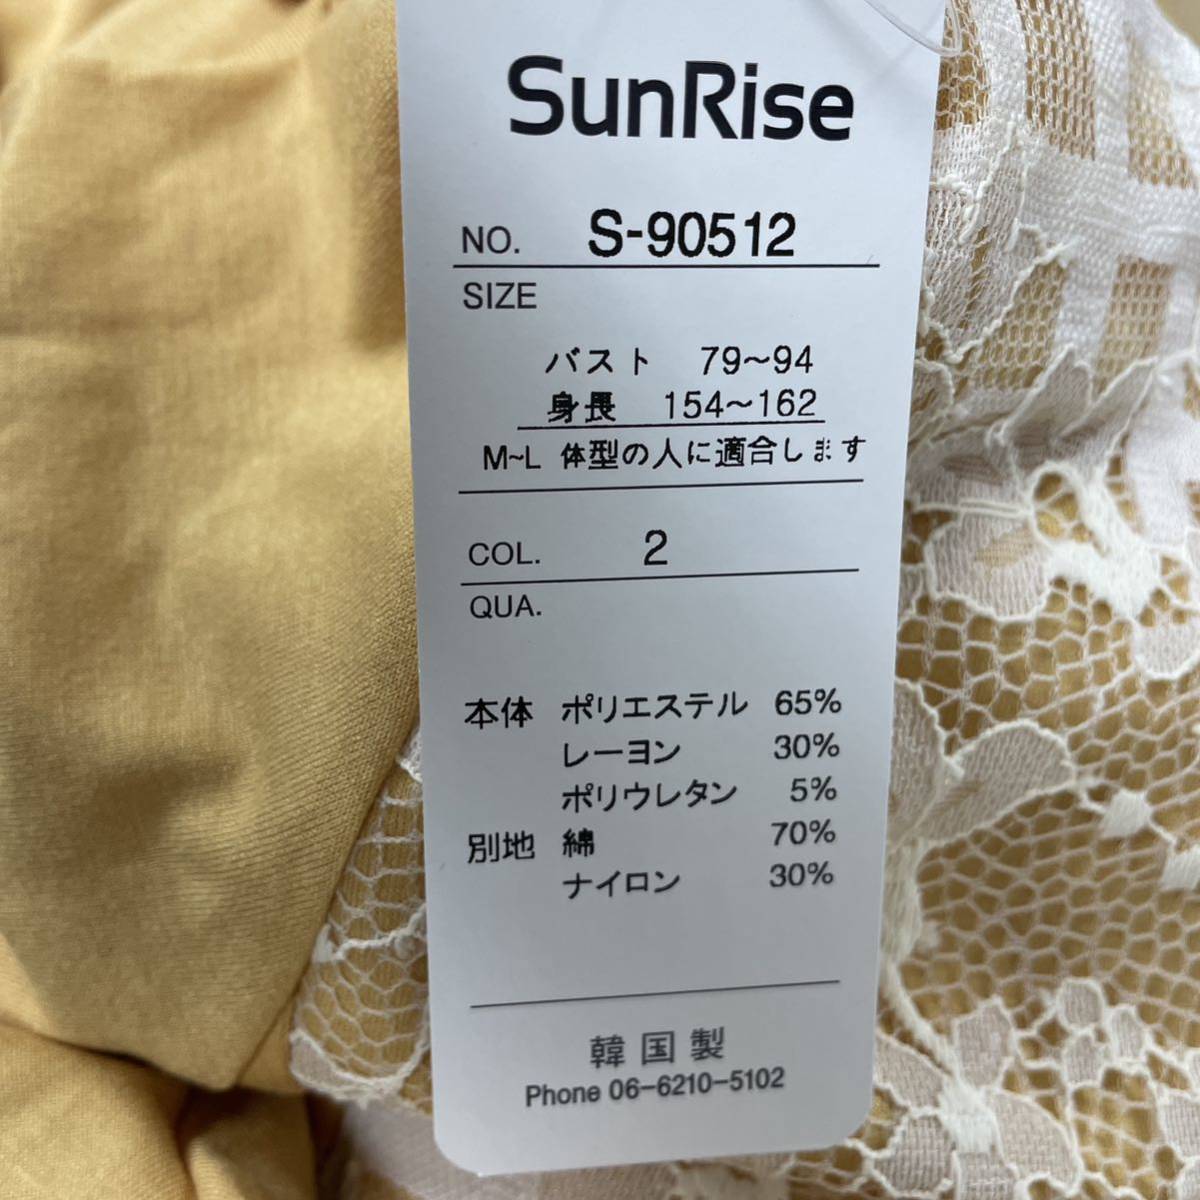 SunRise
NO. S-90512
SIZE
バスト 79～94
身長 154～162
M~L 体型の人に適合します
COL. 2
QUA.
本体 ポリエステル 65%
レーヨン 30%
ポリウレタン 5%
別地 綿 70%
ナイロン 30%
韓国製
Phone 06-6210-5102